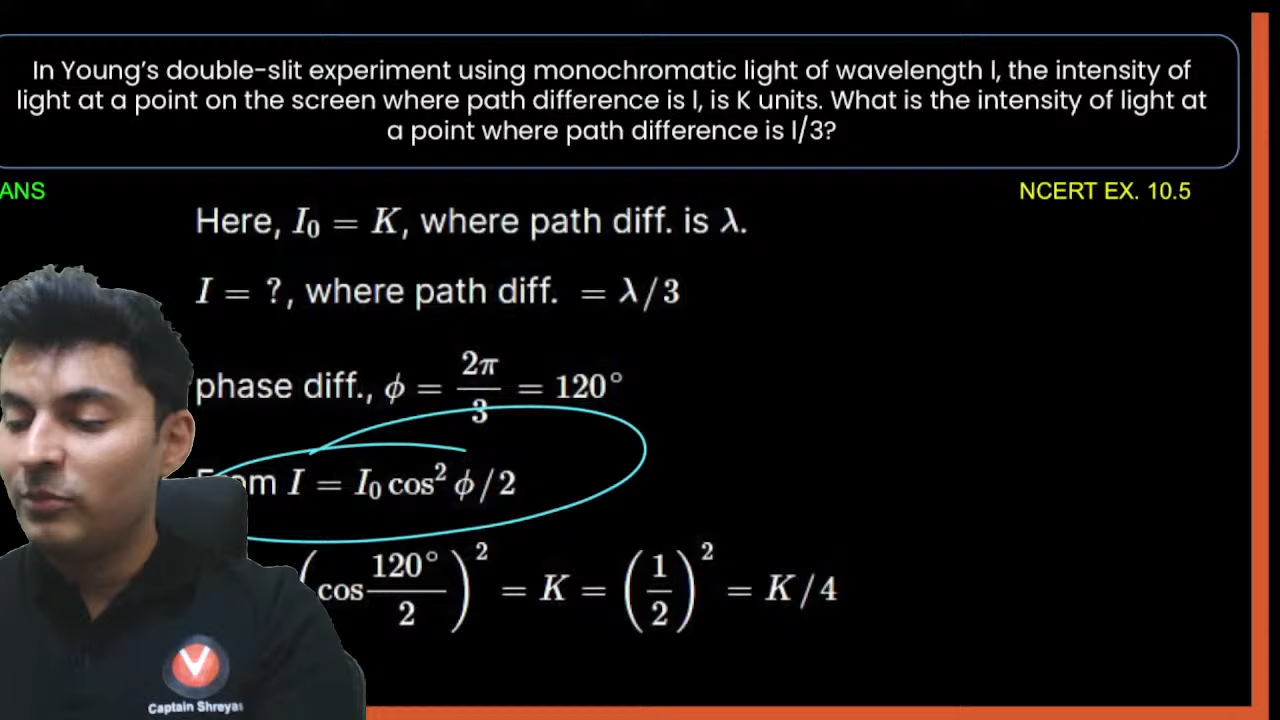 In Young's double-slit experiment using monochromatic light of wavelength l, the intensity of
light at a point on the screen where path difference is l, is K units. What is the intensity of light at
a point where path difference is l/3?
ANS
NCERT EX. 10.5
Here, I₀ = K, where path diff. is λ.
I = ?, where path diff. = λ/3
phase diff., ϕ = 2π/3 = 120°
I = I₀ cos² ϕ/2
(cos 120°/2)² = K = (1/2)² = K/4
V
Captain Shreyas